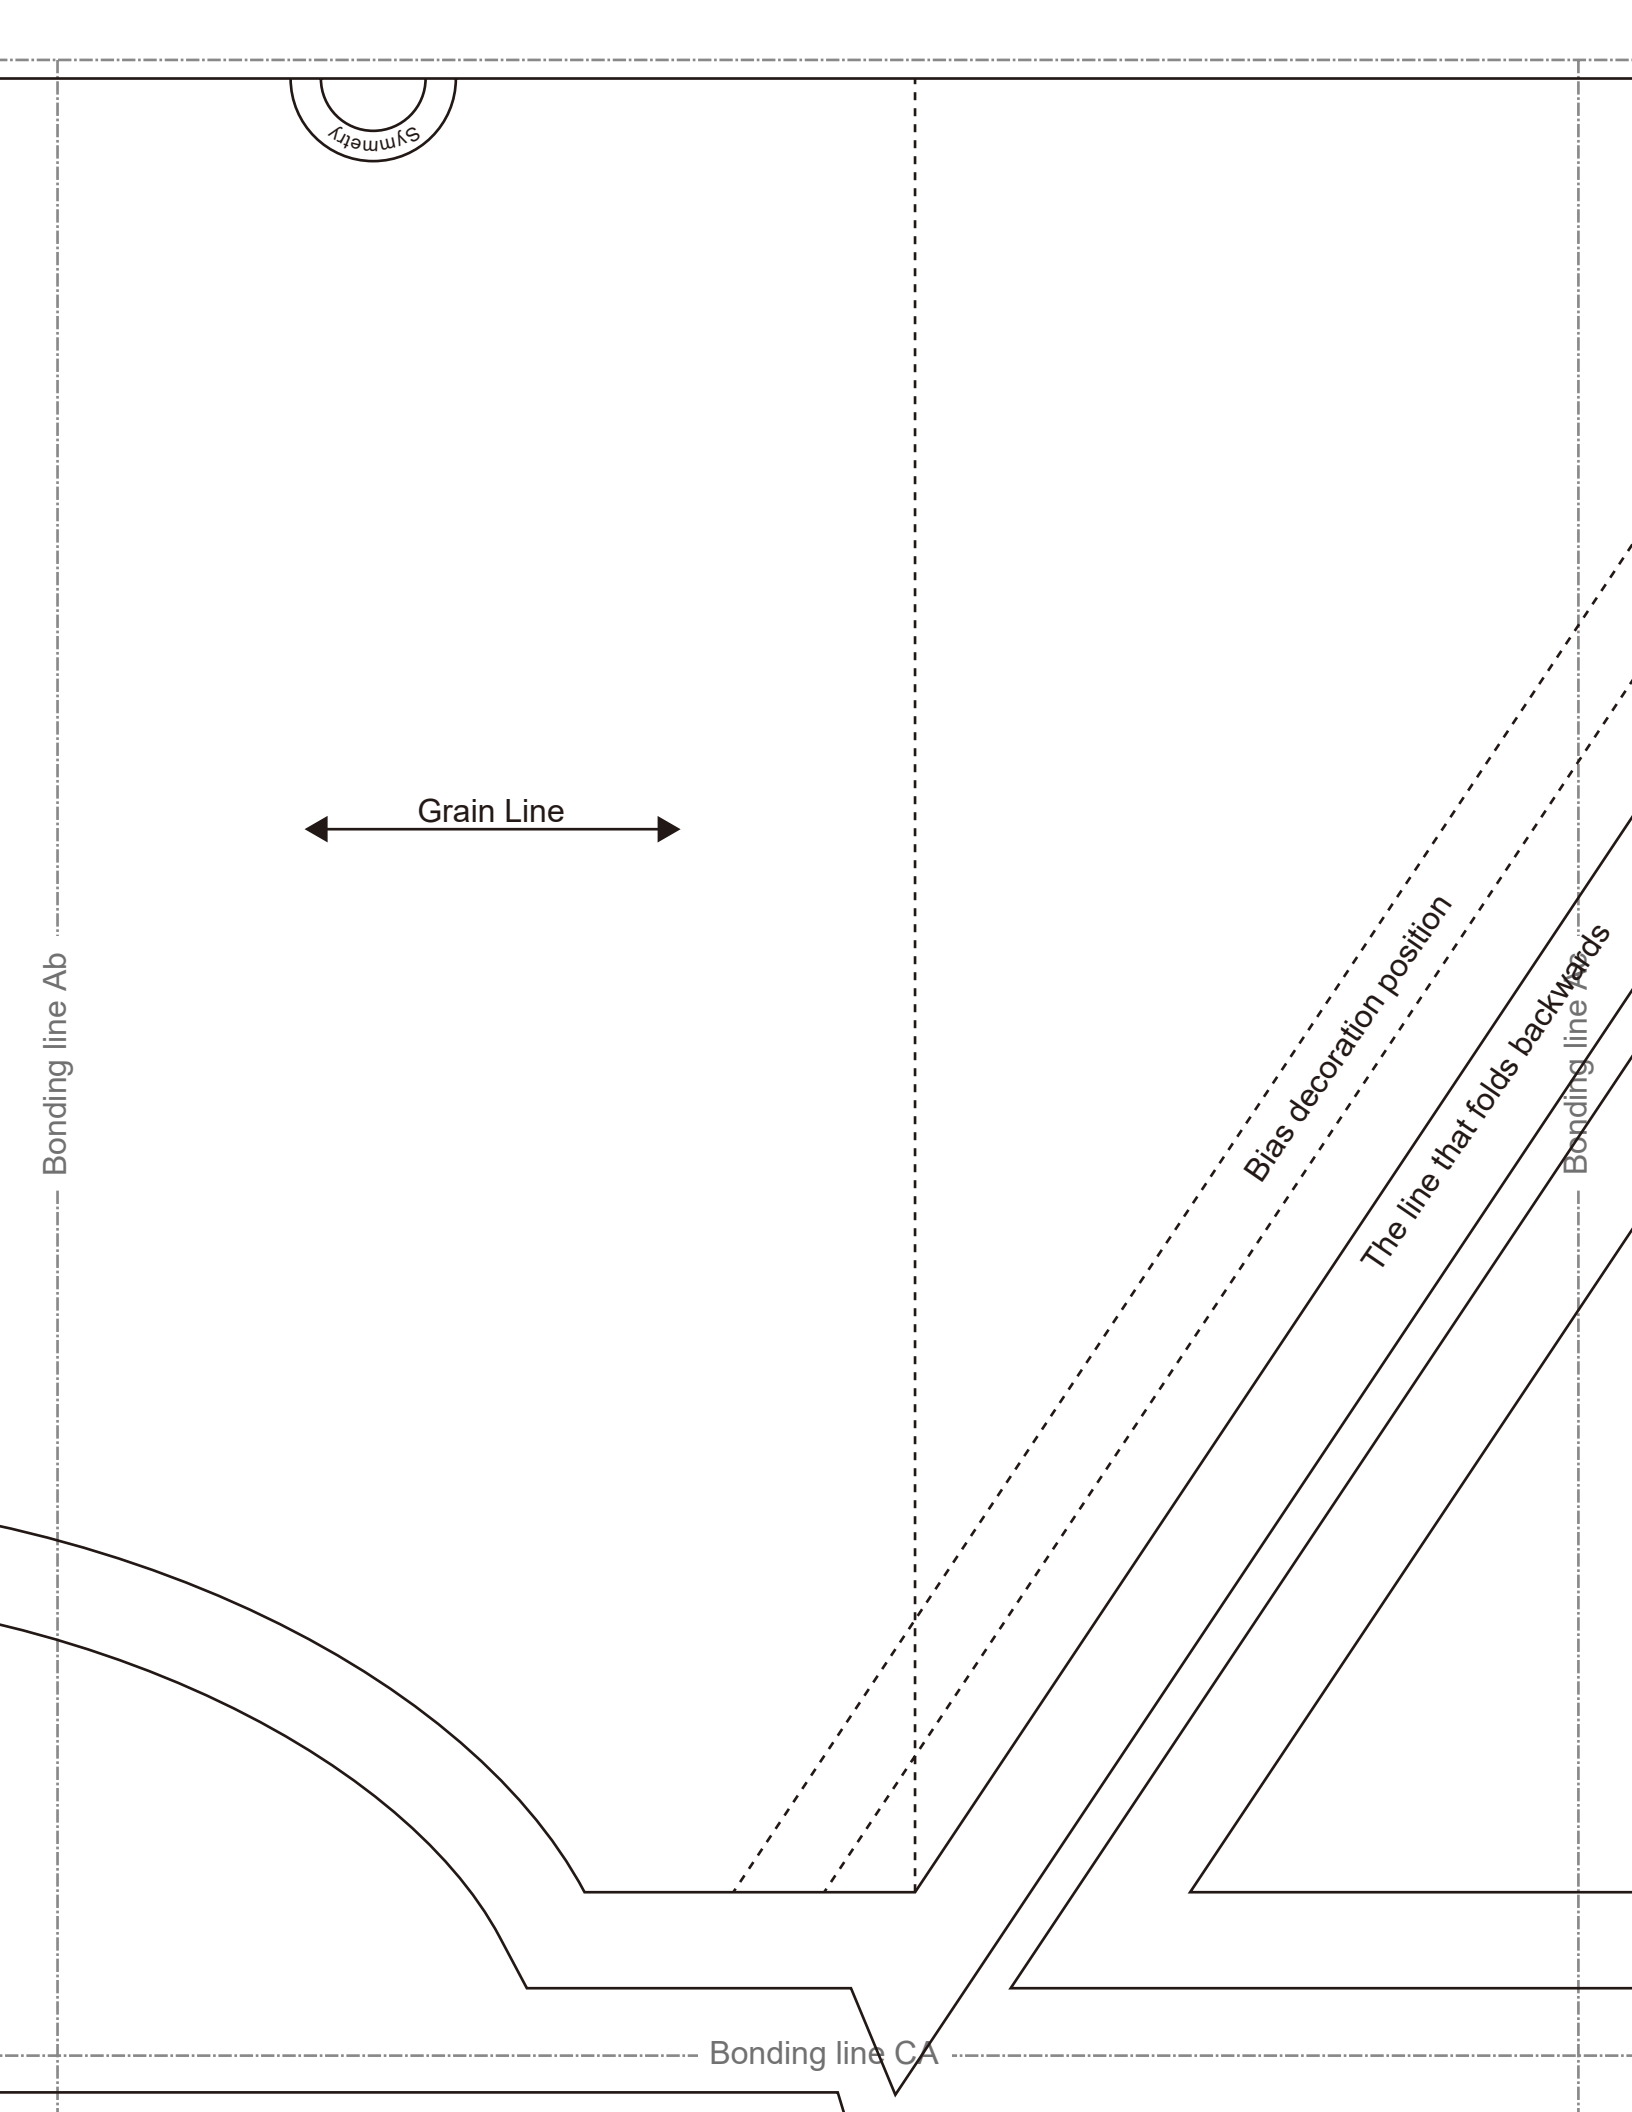 Symmetry
Grain Line
Bonding line Ab
Bias decoration position
The line that folds backwards
Bonding line
Bonding line CA